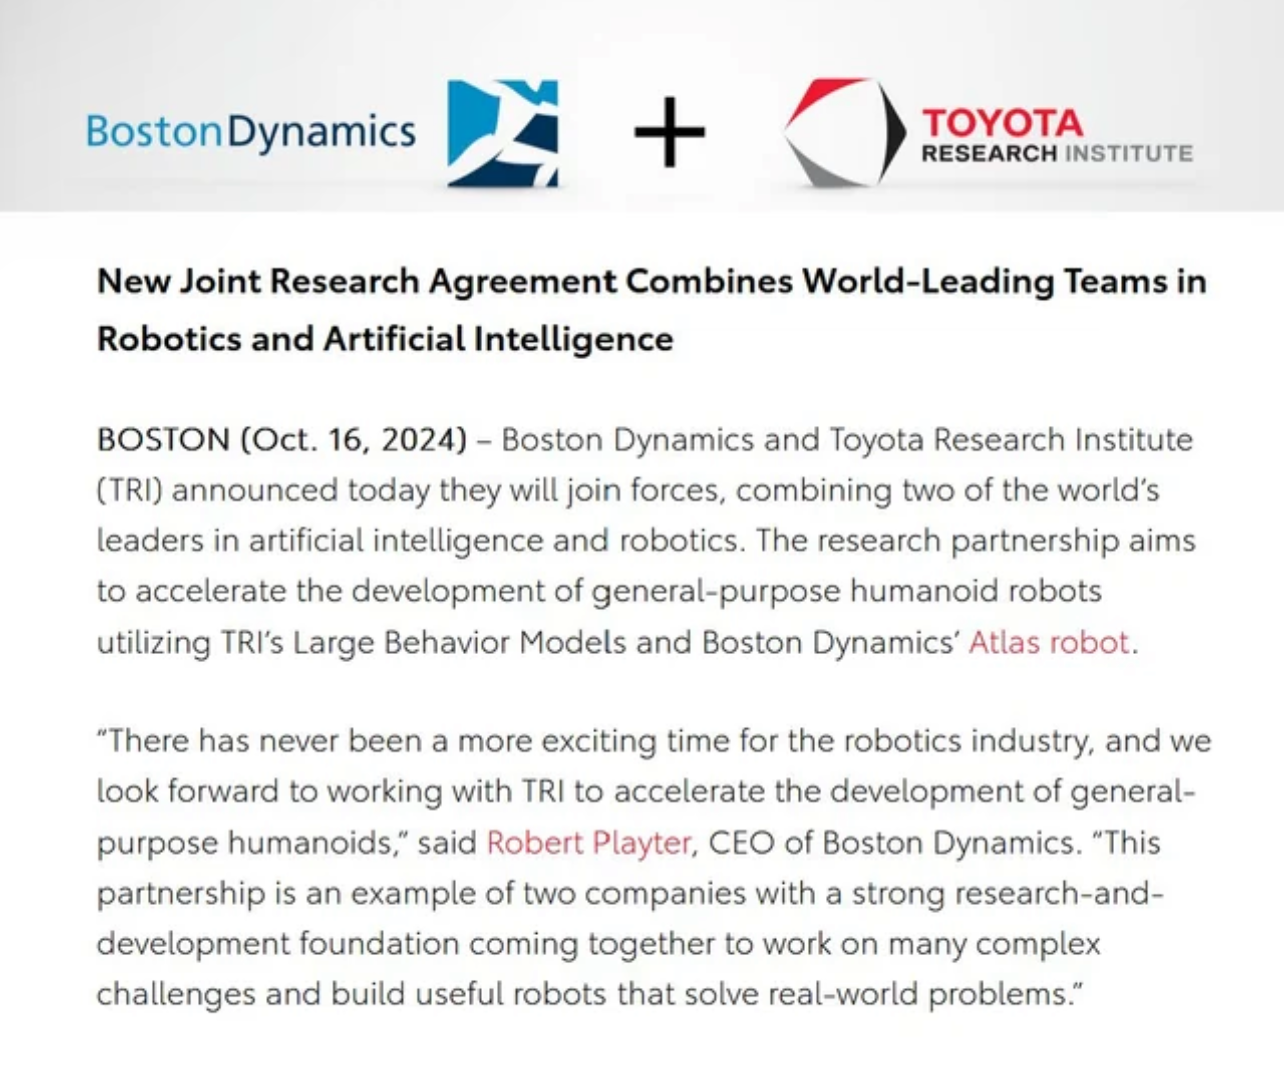 BostonDynamics
+
TOYOTA
RESEARCH INSTITUTE
New Joint Research Agreement Combines World-Leading Teams in
Robotics and Artificial Intelligence
BOSTON (Oct. 16, 2024) – Boston Dynamics and Toyota Research Institute
(TRI) announced today they will join forces, combining two of the world’s
leaders in artificial intelligence and robotics. The research partnership aims
to accelerate the development of general-purpose humanoid robots
utilizing TRI’s Large Behavior Models and Boston Dynamics’ Atlas robot.
“There has never been a more exciting time for the robotics industry, and we
look forward to working with TRI to accelerate the development of general-
purpose humanoids,” said Robert Playter, CEO of Boston Dynamics. “This
partnership is an example of two companies with a strong research-and-
development foundation coming together to work on many complex
challenges and build useful robots that solve real-world problems.”